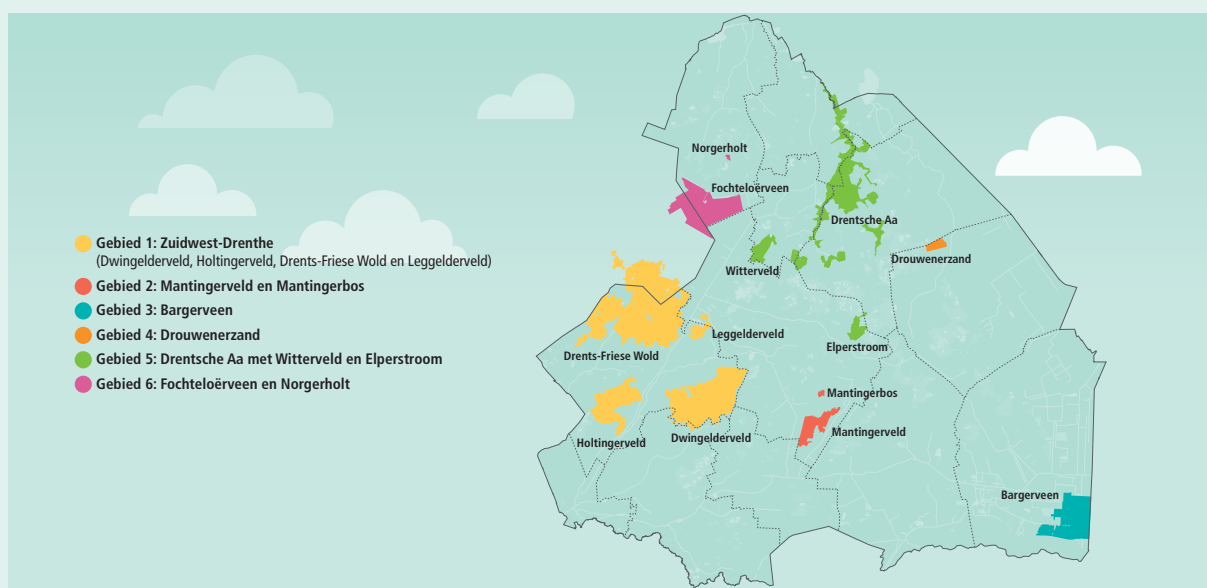 Gebied 1: Zuidwest-Drenthe
(Dwingelderveld, Holtingerveld, Drents-Friese Wold en Leggelderveld)
Gebied 2: Mantingerveld en Mantingerbos
Gebied 3: Bargerveen
Gebied 4: Drouwenerzand
Gebied 5: Drentsche Aa met Witterveld en Elperstroom
Gebied 6: Fochteloërveen en Norgerholt
Norgerholt
Fochteloërveen
Drentsche Aa
Drouwenerzand
Witterveld
Leggelderveld
Elperstroom
Drents-Friese Wold
Mantingerbos
Mantingerveld
Holtingerveld
Dwingelderveld
Bargerveen